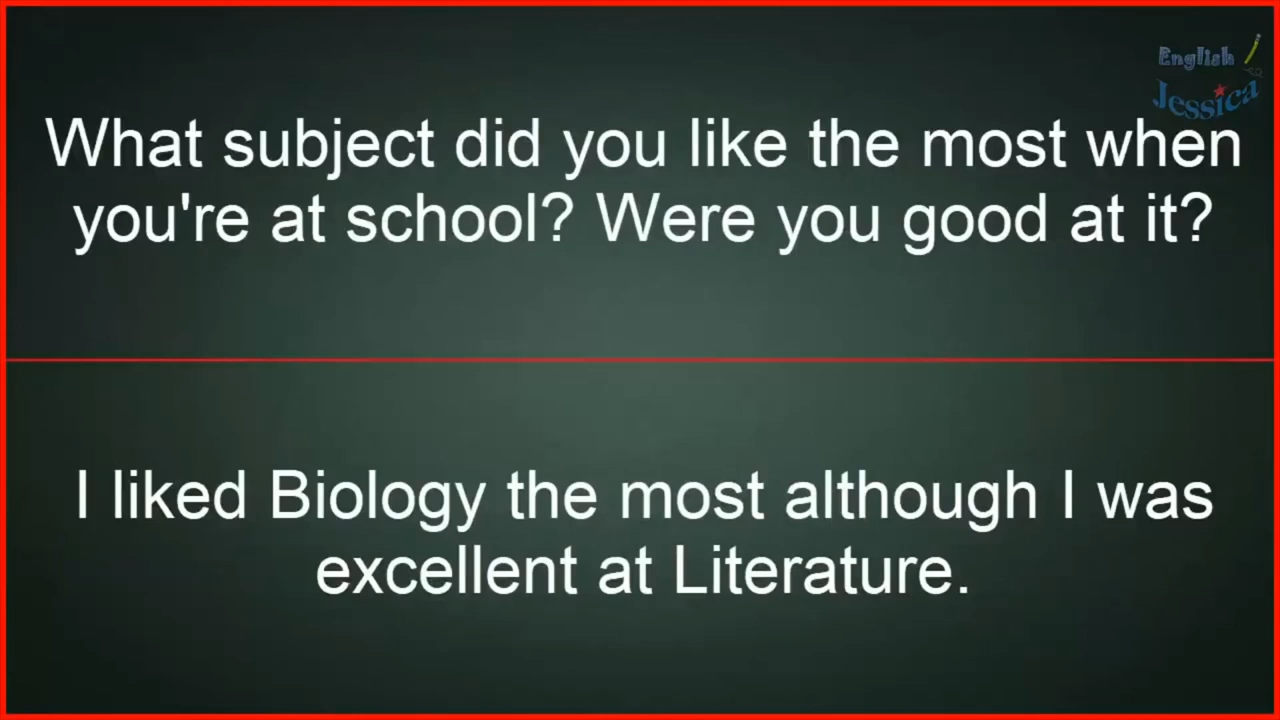 English
Jessica
What subject did you like the most when
you're at school? Were you good at it?
I liked Biology the most although I was
excellent at Literature.